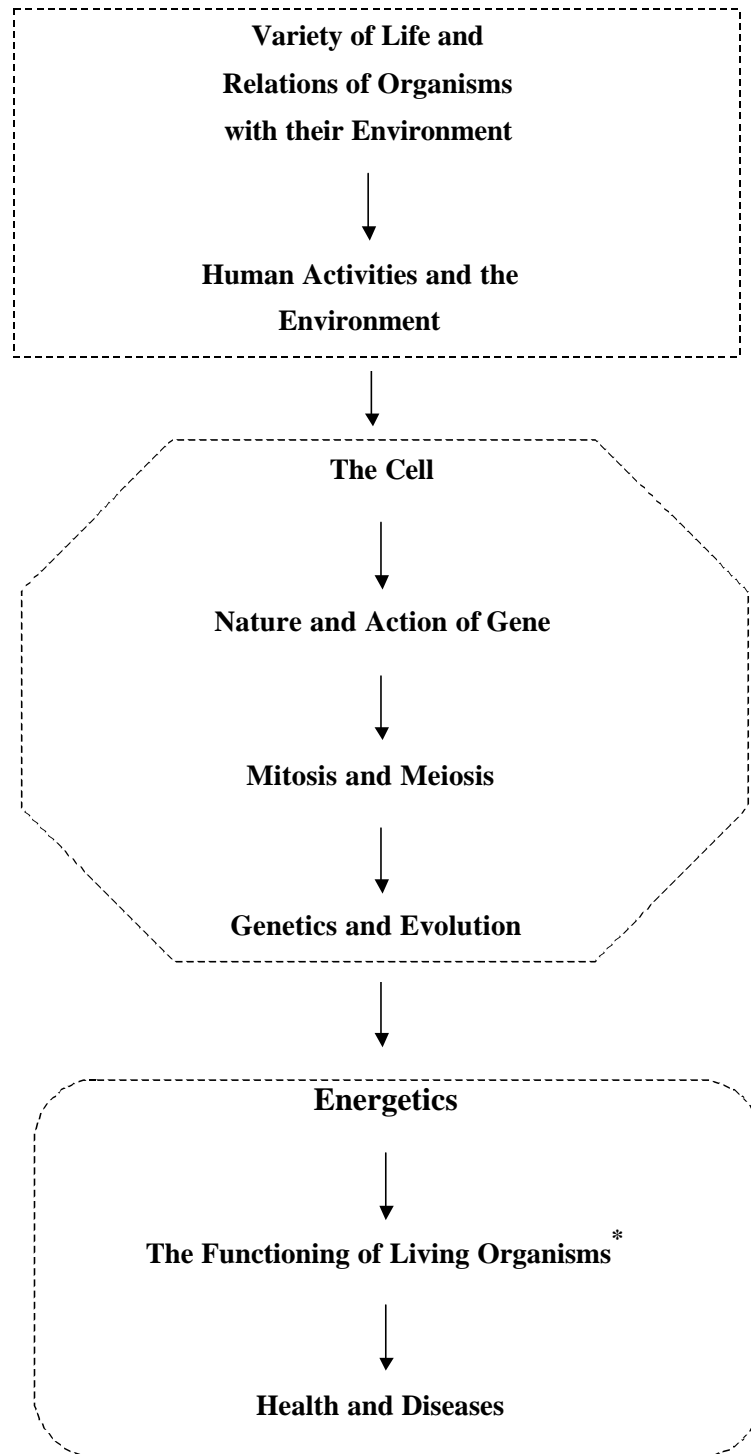 Variety of Life and
Relations of Organisms
with their Environment
Human Activities and the
Environment
The Cell
Nature and Action of Gene
Mitosis and Meiosis
Genetics and Evolution
Energetics
The Functioning of Living Organisms*
Health and Diseases